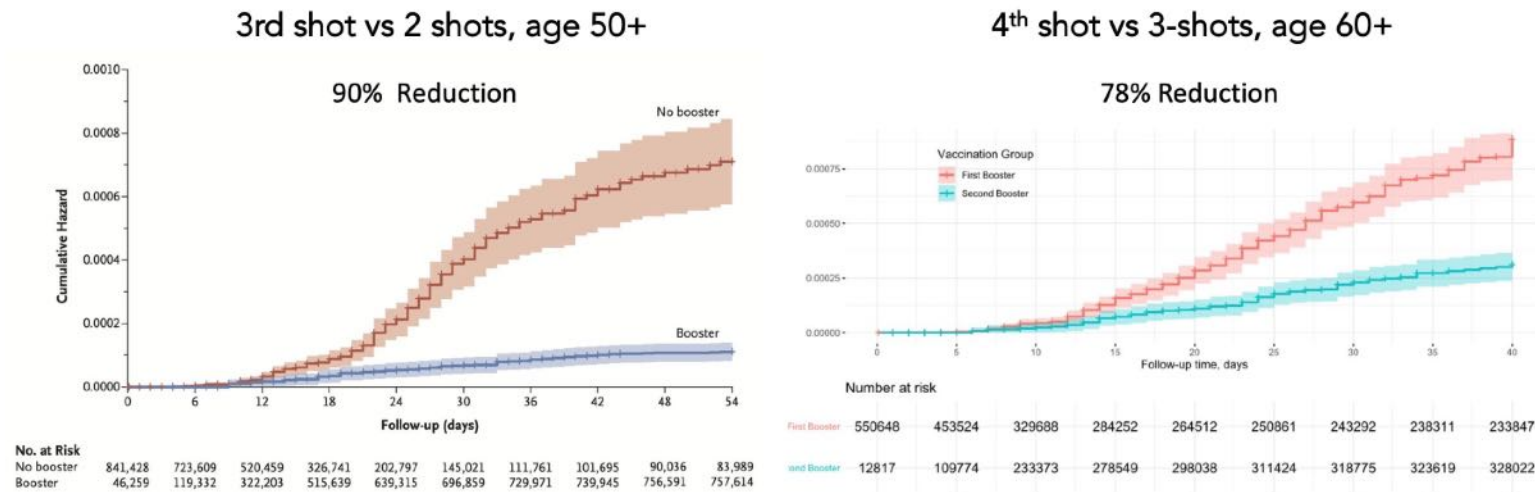 3rd shot vs 2 shots, age 50+
90% Reduction
No booster
Booster
Cumulative Hazard
0.0010
0.0008
0.0006
0.0004
0.0002
0.0000
0 6 12 18 24 30 36 42 48 54
Follow-up (days)
No. at Risk
No booster 841,428 723,609 520,459 326,741 202,797 145,021 111,761 101,695 90,036 83,989
Booster 46,259 119,332 322,203 515,639 639,315 696,859 729,971 739,945 756,591 757,614
4th shot vs 3-shots, age 60+
78% Reduction
Vaccination Group
First Booster
Second Booster
0.00075
0.00050
0.00025
0.00000
0 5 10 15 20 25 30 35 40
Follow-up time, days
Number at risk
First Booster 550648 453524 329688 284252 264512 250861 243292 238311 233847
ond Booster 12817 109774 233373 278549 298038 311424 318775 323619 328022